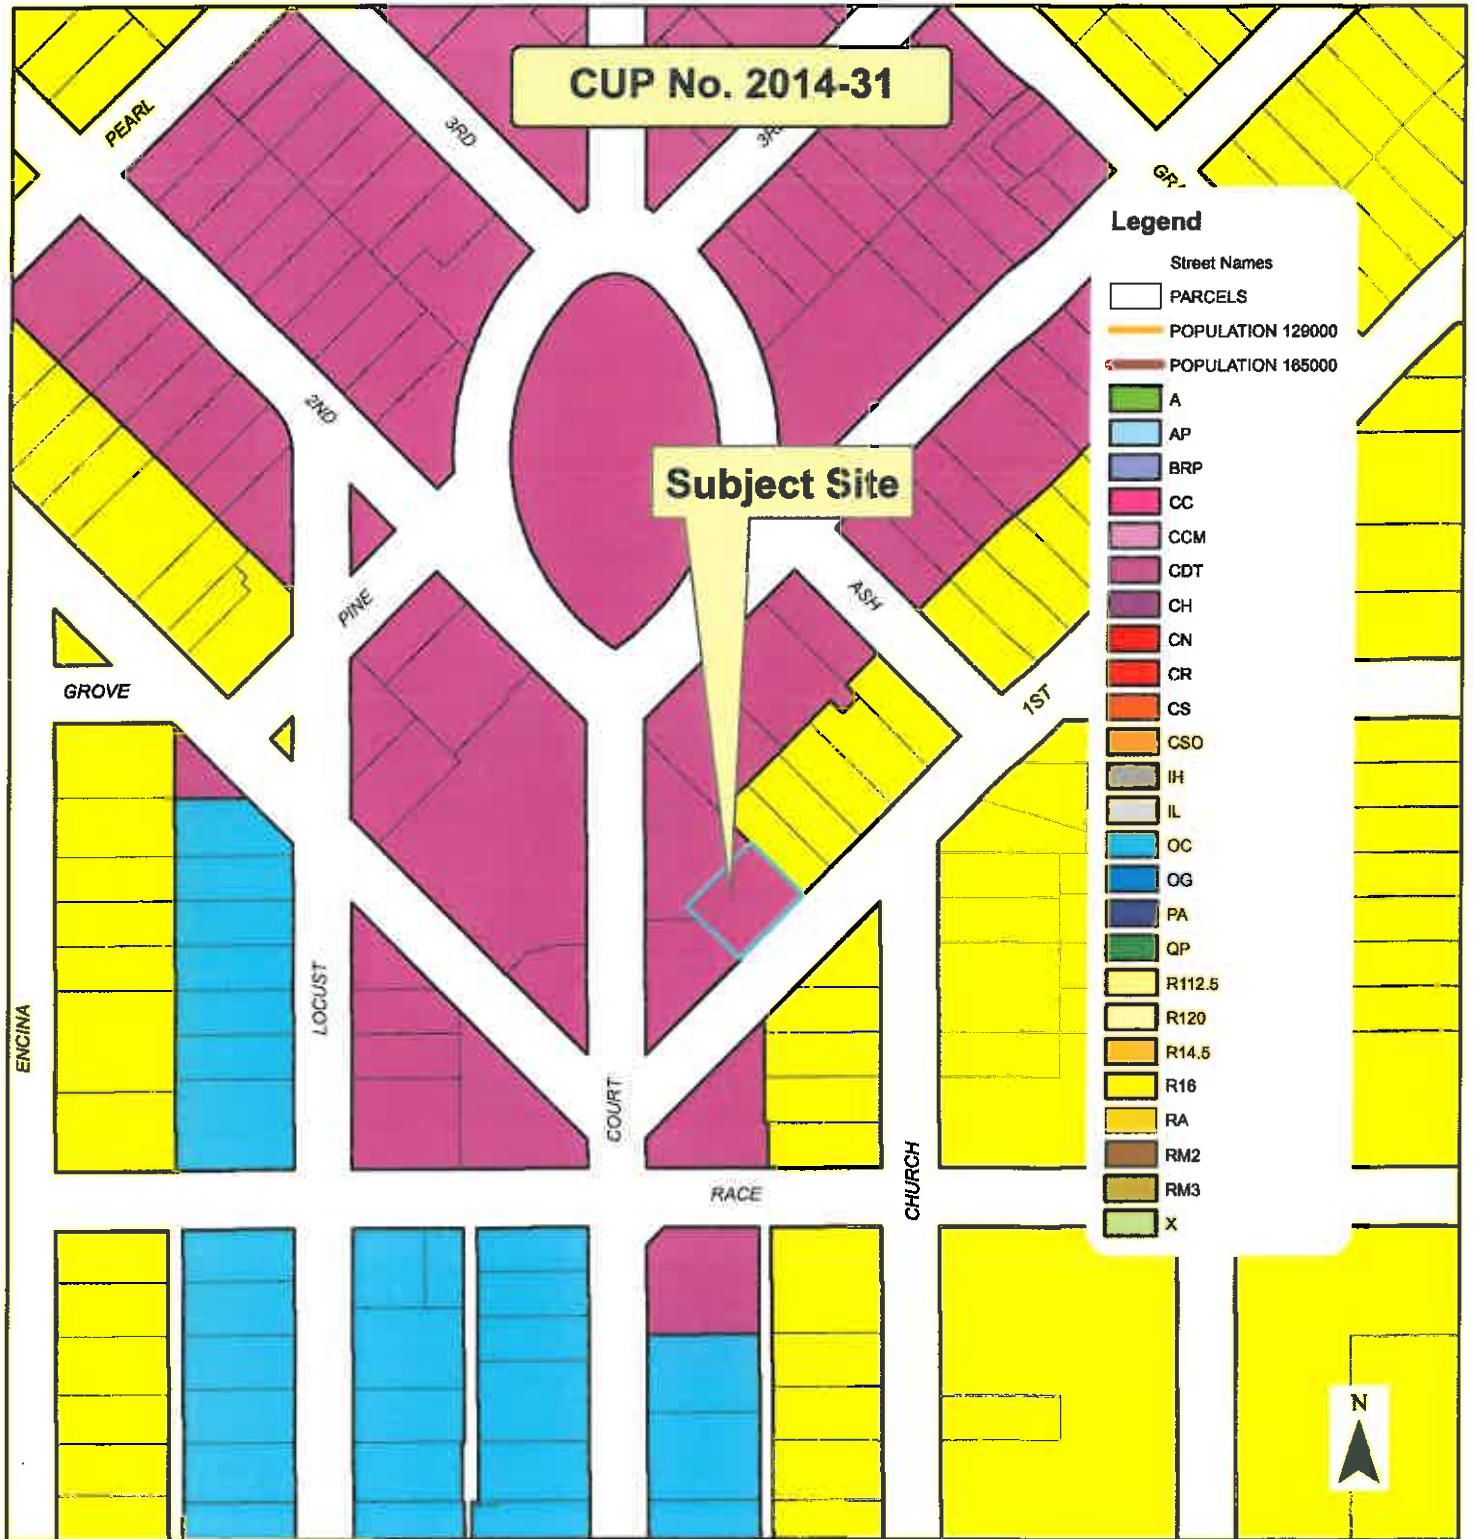 CUP No. 2014-31
PEARL
3RD
2ND
Subject Site
PINE
ASH
GROVE
1ST
ENCINA
LOCUST
COURT
CHURCH
RACE
Legend
Street Names
PARCELS
POPULATION 129000
POPULATION 165000
A
AP
BRP
CC
CCM
CDT
CH
CN
CR
CS
CSO
IH
IL
OC
OG
PA
QP
R112.5
R120
R14.5
R16
RA
RM2
RM3
X
N